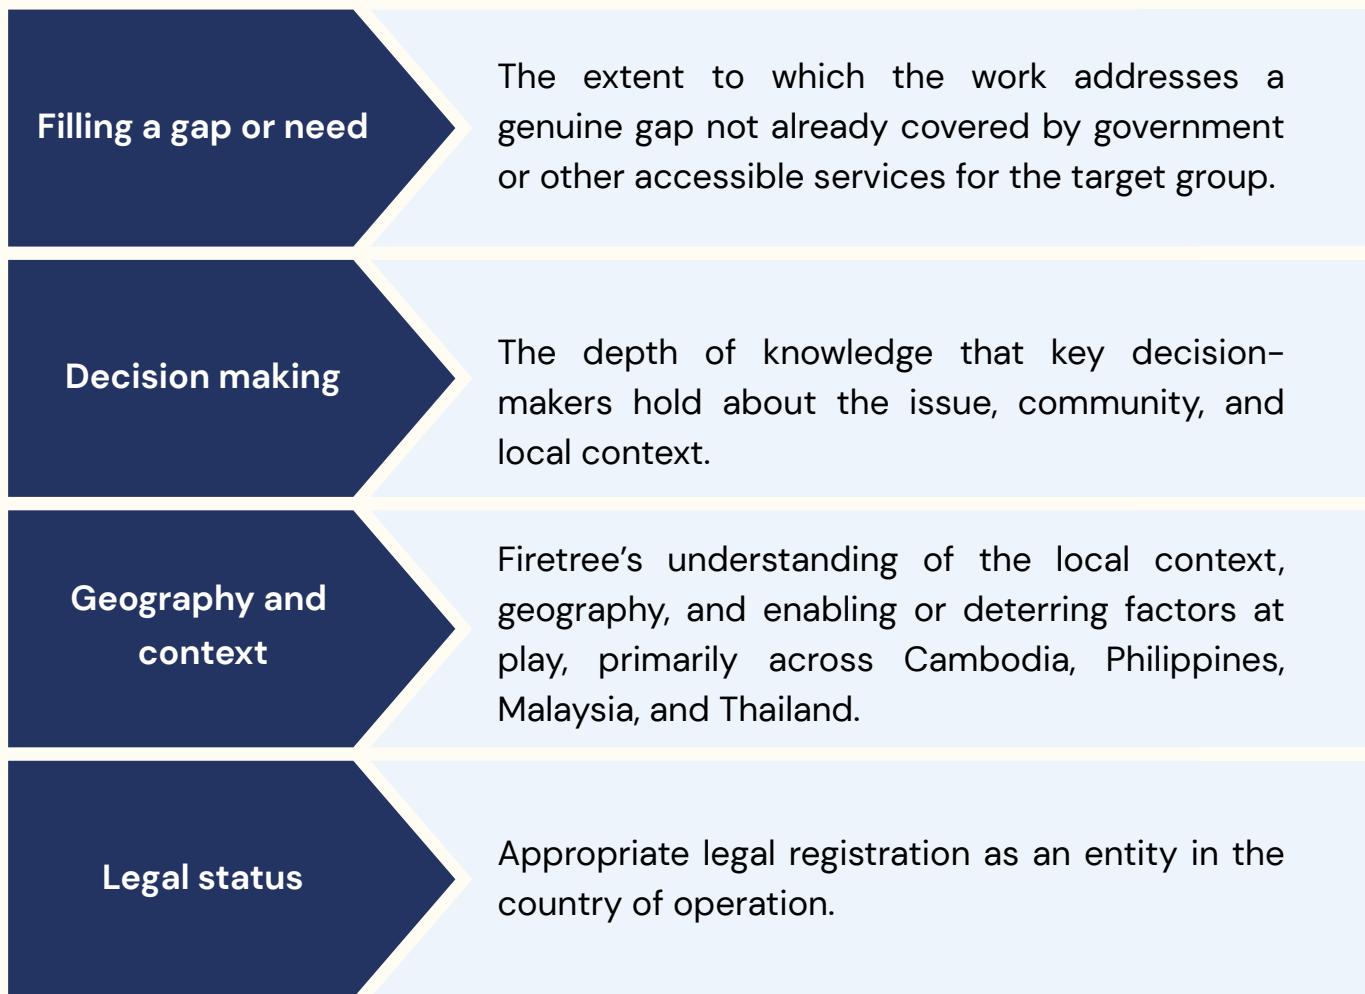 Filling a gap or need
The extent to which the work addresses a
genuine gap not already covered by government
or other accessible services for the target group.
Decision making
The depth of knowledge that key decision-
makers hold about the issue, community, and
local context.
Geography and
context
Firetree’s understanding of the local context,
geography, and enabling or deterring factors at
play, primarily across Cambodia, Philippines,
Malaysia, and Thailand.
Legal status
Appropriate legal registration as an entity in the
country of operation.